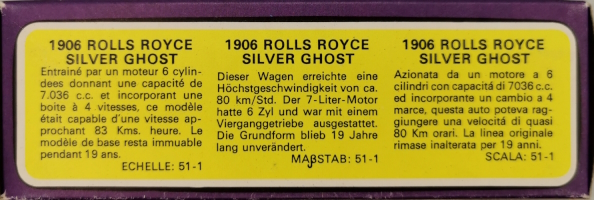 1906 ROLLS ROYCE
SILVER GHOST
Entrainé par un moteur 6 cylin-
dees donnant une capacité de
7.036 c.c. et incorporant une
boite à 4 vitesses, ce modèle
était capable d'une vitesse ap-
prochant 83 Kms. heure. Le
modèle de base resta immuable
pendant 19 ans.
ECHELLE: 51-1
1906 ROLLS ROYCE
SILVER GHOST
Dieser Wagen erreichte eine
Höchstgeschwindigkeit von ca.
80 km/Std. Der 7-Liter-Motor
hatte 6 Zyl und war mit einem
Vierganggetriebe ausgestattet.
Die Grundform blieb 19 Jahre
lang unverändert.
MAßSTAB: 51-1
1906 ROLLS ROYCE
SILVER GHOST
Azionata da un motore a 6
cilindri con capacitá di 7036 c.c.
ed incorporante un cambio a 4
marce, questa auto poteva rag-
giungere una velocitá di quasi
80 Km orari. La linea originale
rimase inalterata per 19 anni.
SCALA: 51-1